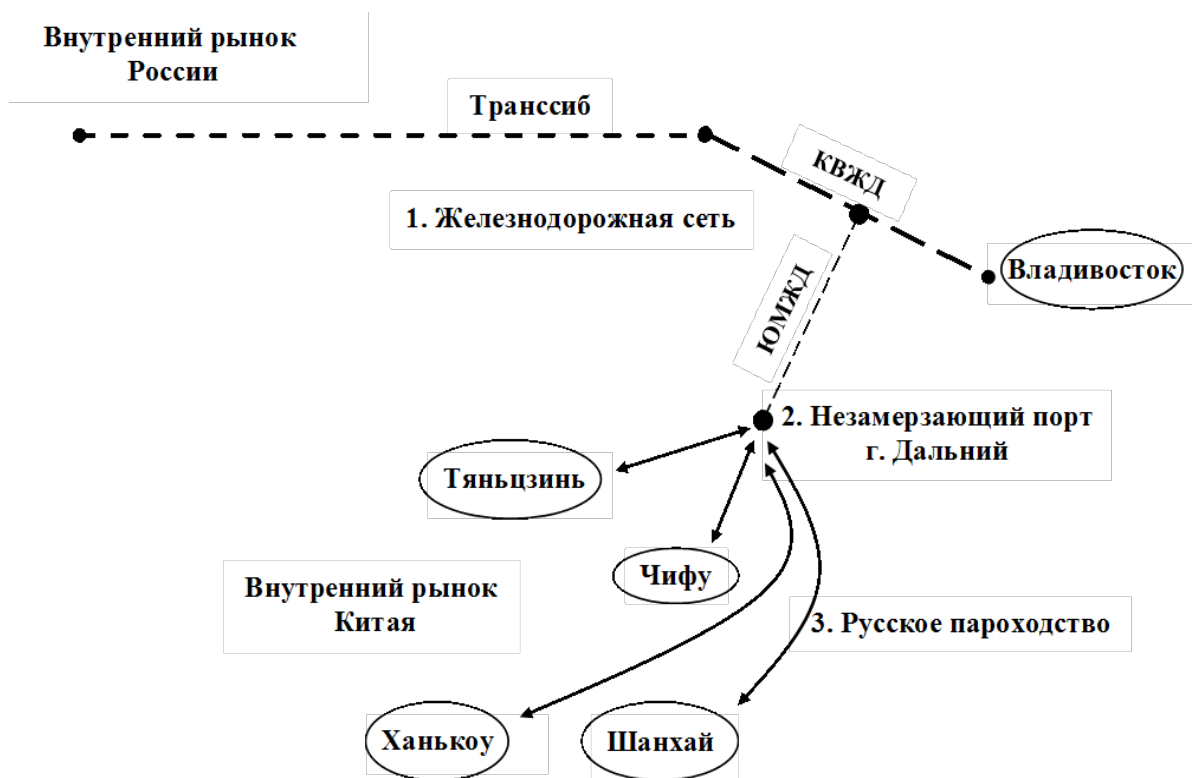 Внутренний рынок
России
Транссиб
КВЖД
1. Железнодорожная сеть
Владивосток
ЮМЖД
2. Незамерзающий порт
г. Дальний
Тяньцзинь
Чифу
Внутренний рынок
Китая
3. Русское пароходство
Ханькоу
Шанхай